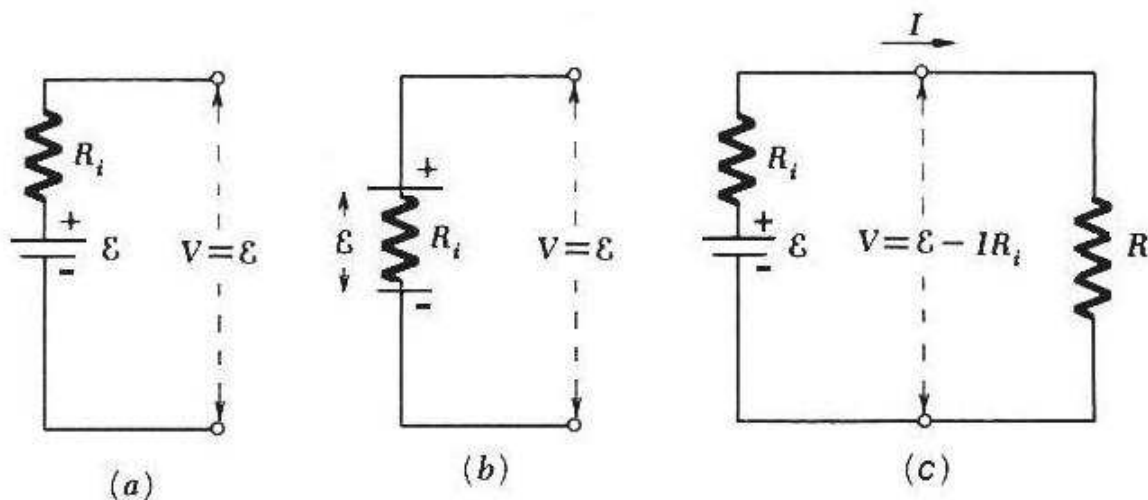 I
R_i
+
ℰ
-
V = ℰ
(a)
+
ℰ
R_i
-
V = ℰ
(b)
R_i
+
ℰ
-
V = ℰ - IR_i
R
(c)